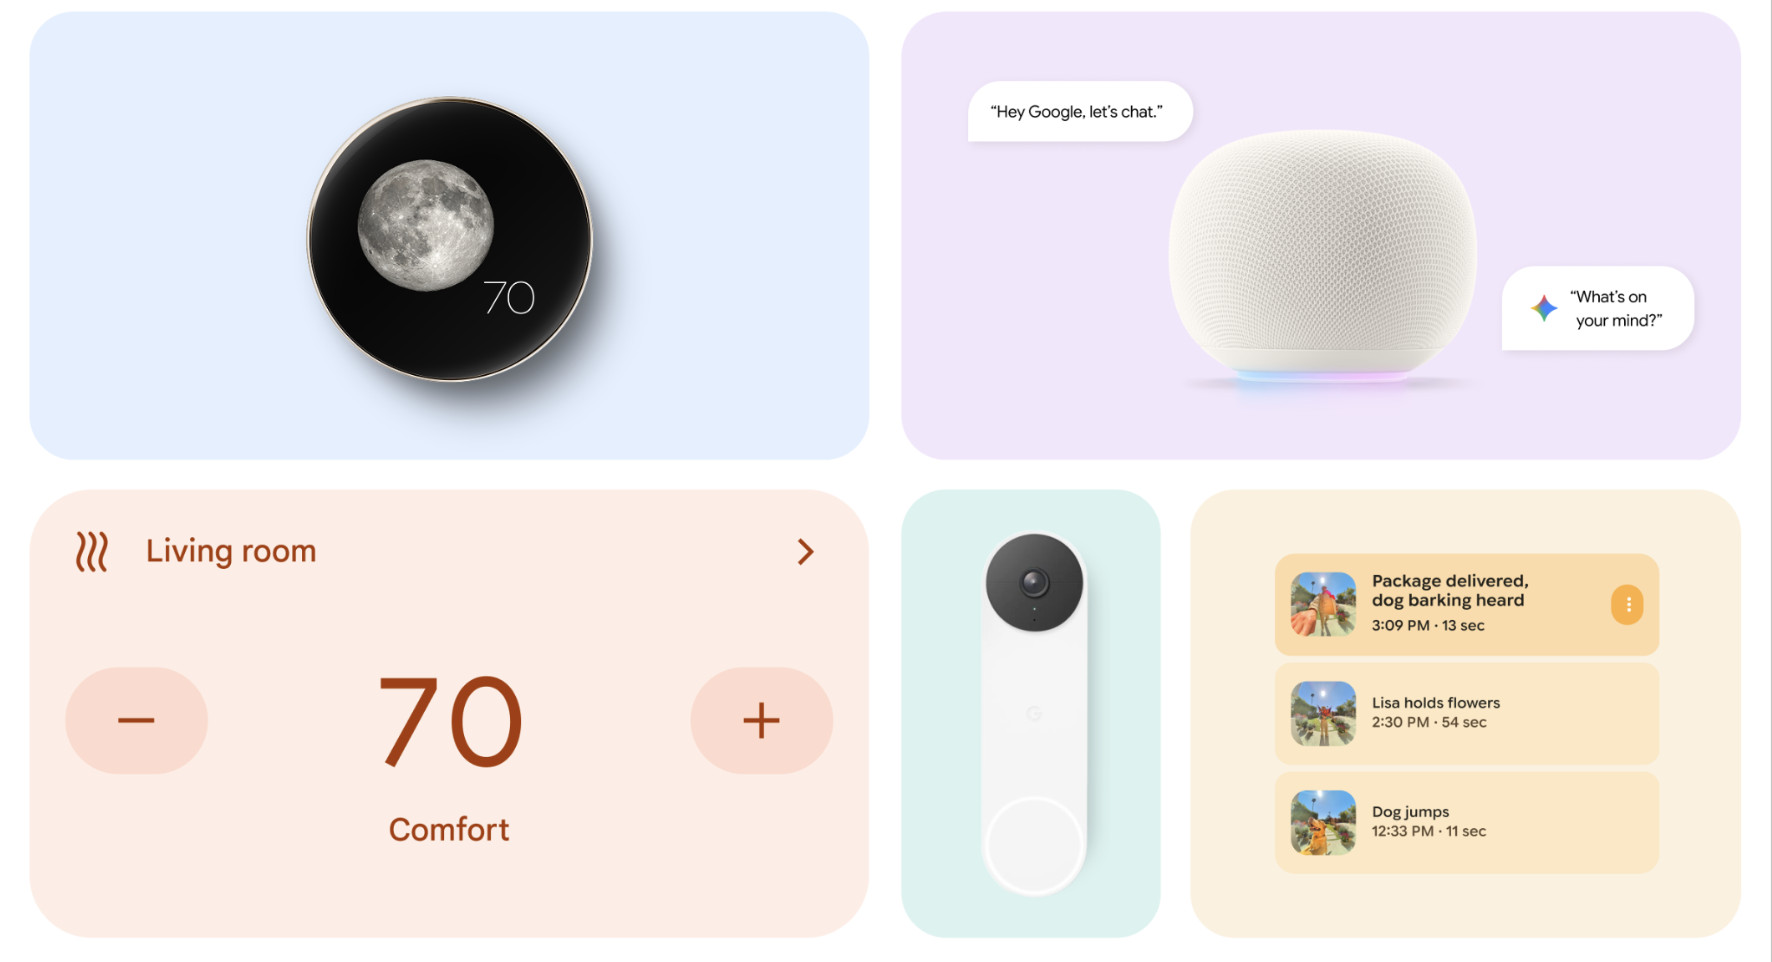 70
“Hey Google, let’s chat.”
“What’s on
your mind?”
Living room
70
Comfort
G
Package delivered,
dog barking heard
3:09 PM · 13 sec
Lisa holds flowers
2:30 PM · 54 sec
Dog jumps
12:33 PM · 11 sec